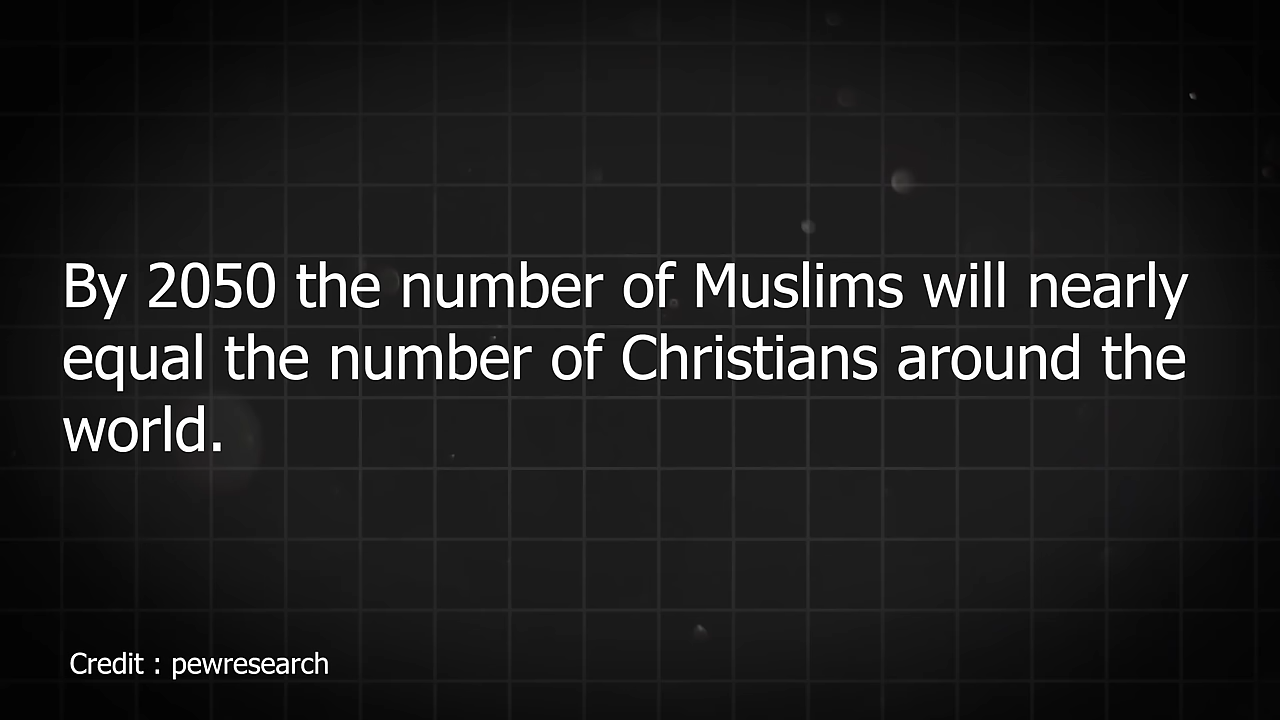 By 2050 the number of Muslims will nearly
equal the number of Christians around the
world.
Credit : pewresearch